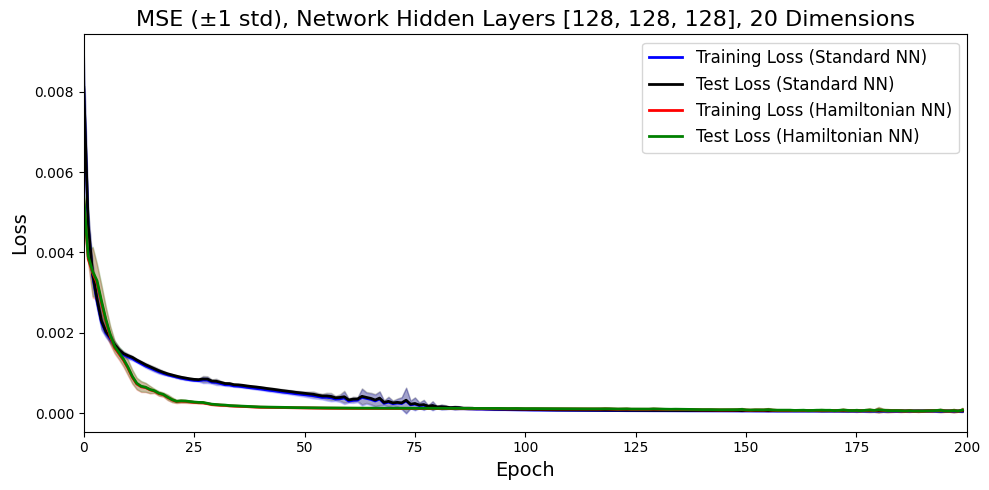 MSE (±1 std), Network Hidden Layers [128, 128, 128], 20 Dimensions
Training Loss (Standard NN)
Test Loss (Standard NN)
Training Loss (Hamiltonian NN)
Test Loss (Hamiltonian NN)
Loss
0.008
0.006
0.004
0.002
0.000
0 25 50 75 100 125 150 175 200
Epoch